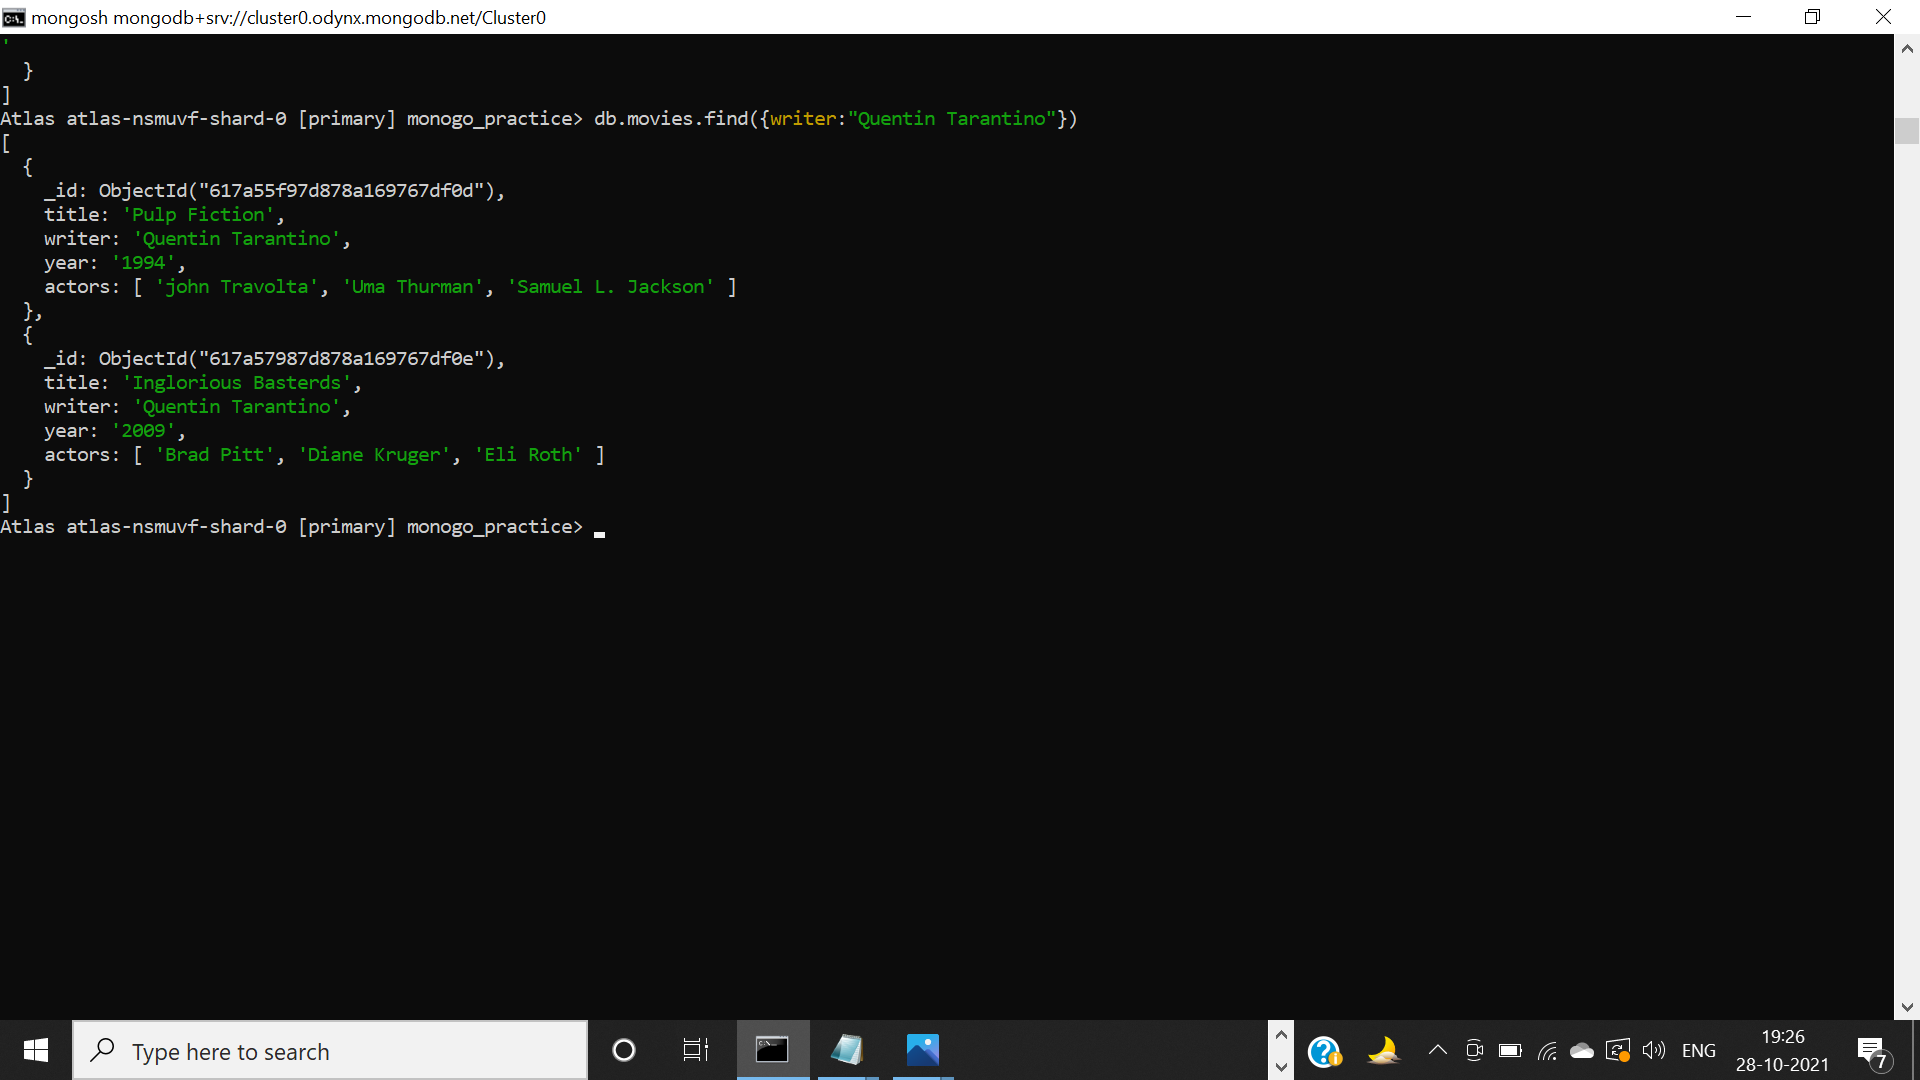 mongosh mongodb+srv://cluster0.odynx.mongodb.net/Cluster0
'
  }
]
Atlas atlas-nsmuvf-shard-0 [primary] monogo_practice> db.movies.find({writer:"Quentin Tarantino"})
[
  {
    _id: ObjectId("617a55f97d878a169767df0d"),
    title: 'Pulp Fiction',
    writer: 'Quentin Tarantino',
    year: '1994',
    actors: [ 'john Travolta', 'Uma Thurman', 'Samuel L. Jackson' ]
  },
  {
    _id: ObjectId("617a57987d878a169767df0e"),
    title: 'Inglorious Basterds',
    writer: 'Quentin Tarantino',
    year: '2009',
    actors: [ 'Brad Pitt', 'Diane Kruger', 'Eli Roth' ]
  }
]
Atlas atlas-nsmuvf-shard-0 [primary] monogo_practice>
Type here to search
ENG
19:26
28-10-2021
7